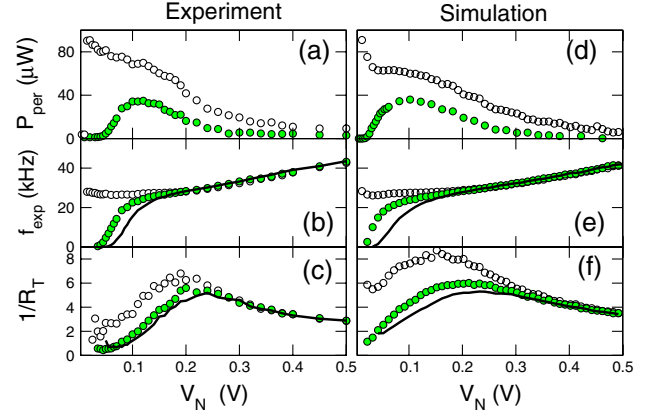 Experiment Simulation
80
40
0
P_per (μW)
(a)
(d)
40
20
0
f_exp (kHz)
(b)
(e)
8
6
4
2
0
1/R_T
(c)
(f)
0.1 0.2 0.3 0.4 0.5 0.1 0.2 0.3 0.4 0.5
V_N (V) V_N (V)